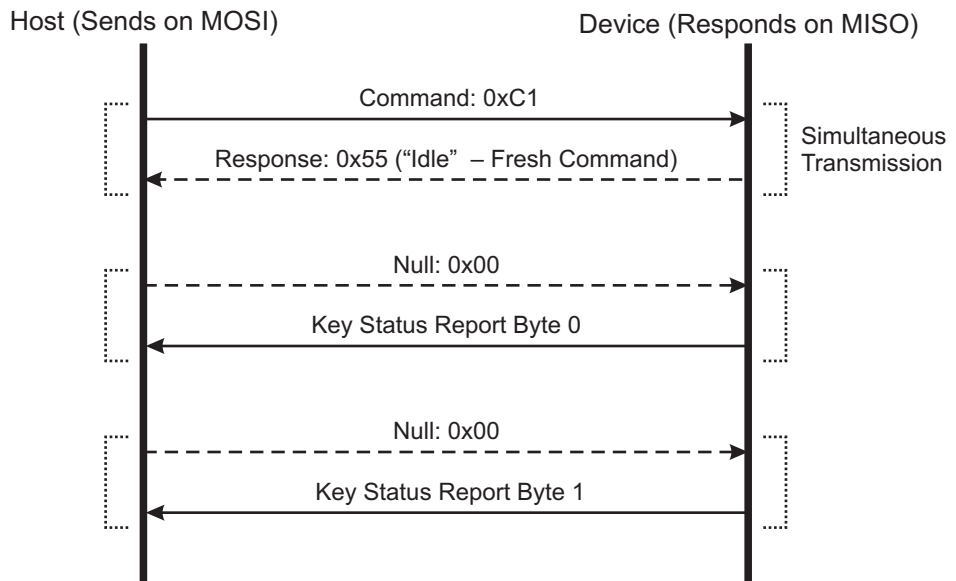 Host (Sends on MOSI)
Device (Responds on MISO)
Command: 0xC1
Response: 0x55 (“Idle” – Fresh Command)
Simultaneous
Transmission
Null: 0x00
Key Status Report Byte 0
Null: 0x00
Key Status Report Byte 1